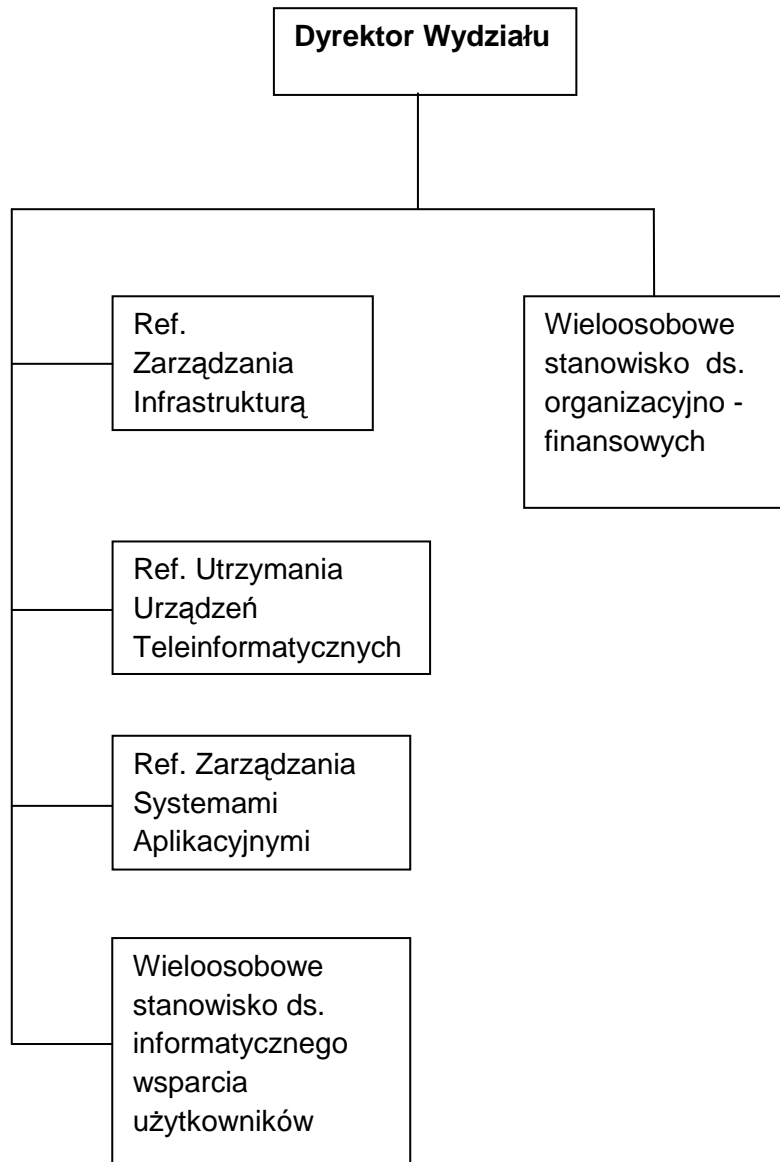 Dyrektor Wydziału
Ref.
Zarządzania
Infrastrukturą
Wieloosobowe
stanowisko ds.
organizacyjno -
finansowych
Ref. Utrzymania
Urządzeń
Teleinformatycznych
Ref. Zarządzania
Systemami
Aplikacyjnymi
Wieloosobowe
stanowisko ds.
informatycznego
wsparcia
użytkowników